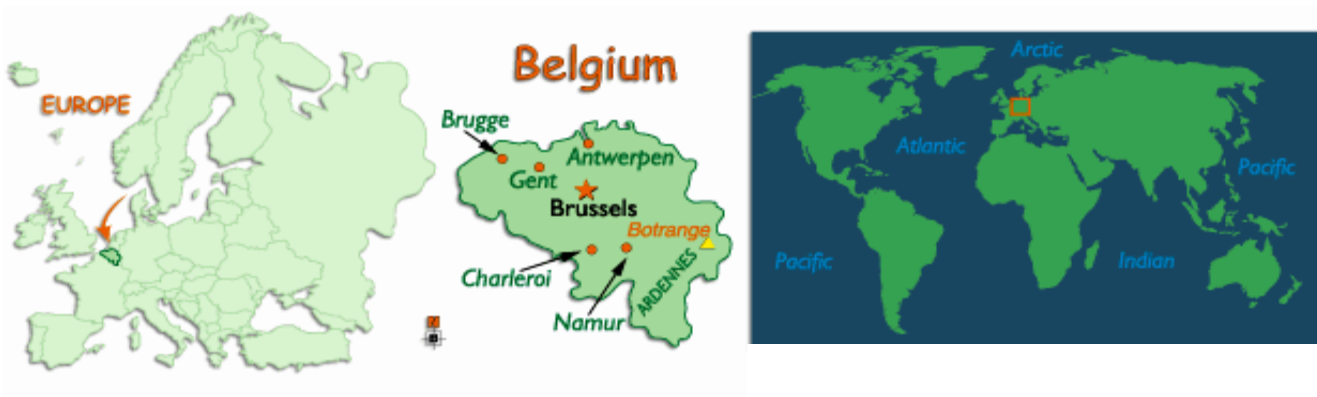 EUROPE
Belgium
Brugge
Antwerpen
Gent
Brussels
Botrange
Charleroi
ARDENNES
Namur
Arctic
Atlantic
Pacific
Pacific
Indian